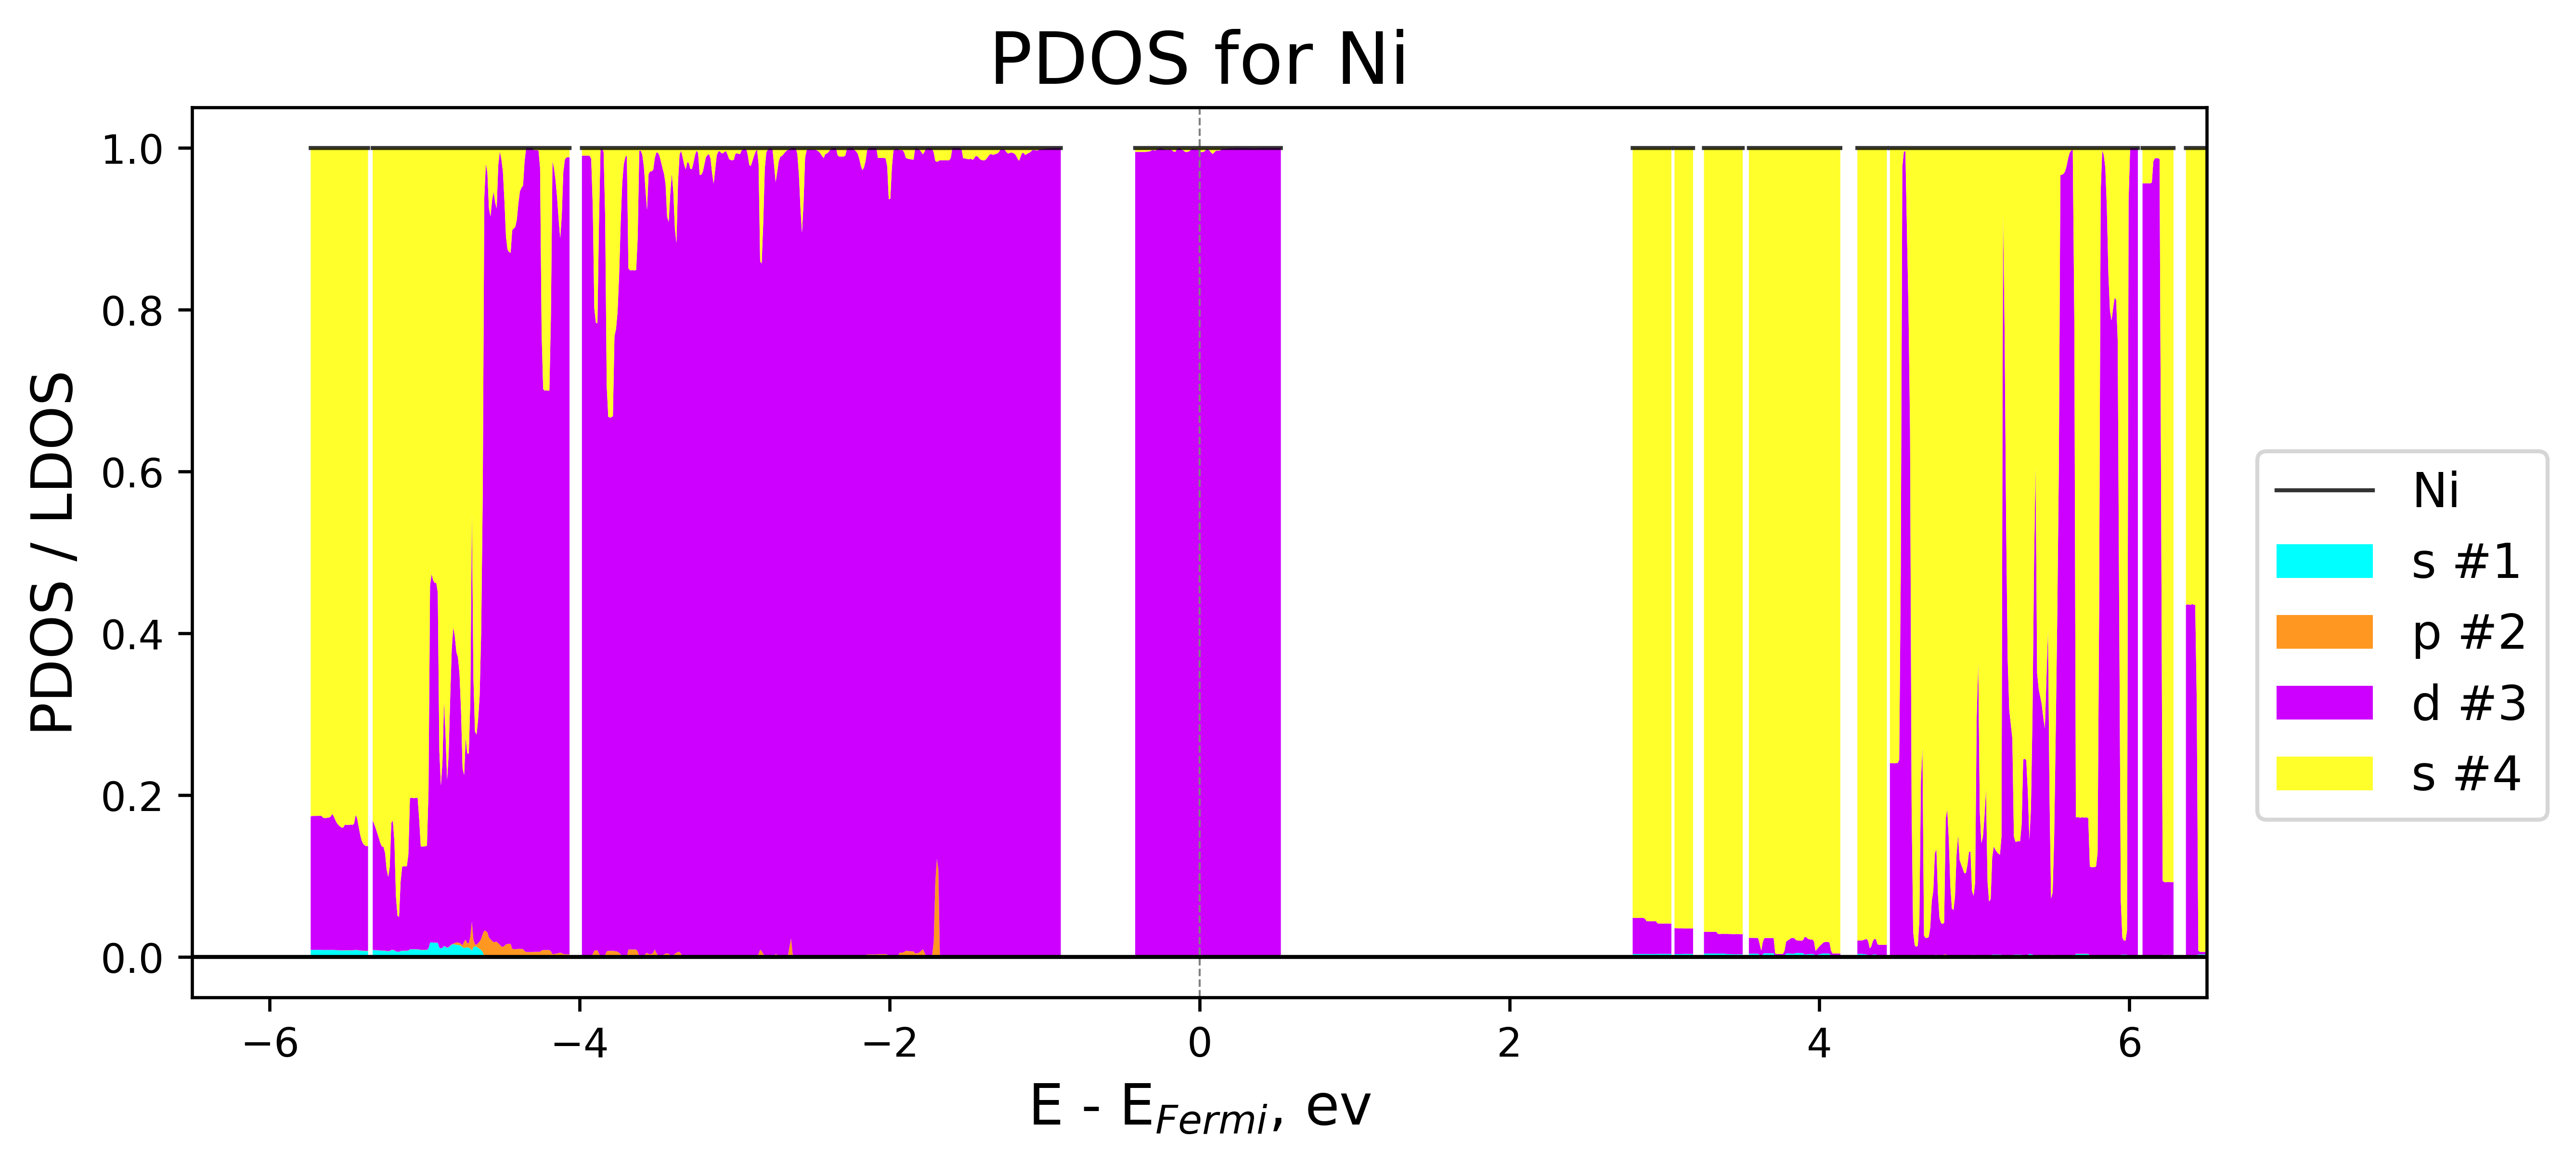 PDOS for Ni
PDOS / LDOS
1.0
0.8
0.6
0.4
0.2
0.0
−6
−4
−2
0
2
4
6
E - E_Fermi, ev
Ni
s #1
p #2
d #3
s #4